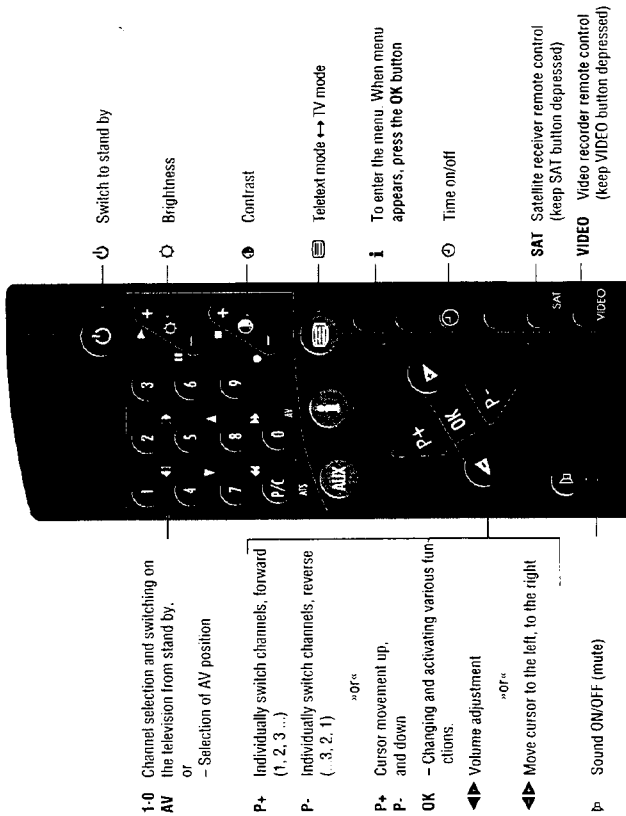 ⏻ Switch to stand by
☼ Brightness
◑ Contrast
Teletext mode ↔ TV mode
i To enter the menu. When menu
appears, press the OK button
Time on/off
SAT Satellite receiver remote control
(keep SAT button depressed)
VIDEO Video recorder remote control
(keep VIDEO button depressed)
1 2 3
4 5 6
7 8 9
P/C 0
ATS AV
AUX i
P+
OK
P-
SAT
VIDEO
1-0 Channel selection and switching on
AV the television from stand by.
or
– Selection of AV position
P+ Individually switch channels, forward
(1, 2, 3 ...)
P- Individually switch channels, reverse
(...3, 2, 1)
»or«
P+ Cursor movement up,
P- and down
OK – Changing and activating various fun-
ctions.
◀▶ Volume adjustment
»or«
◀▶ Move cursor to the left, to the right
Sound ON/OFF (mute)